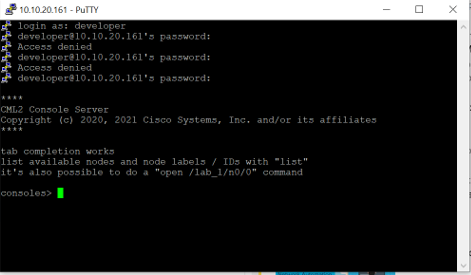 10.10.20.161 - PuTTY
login as: developer
developer@10.10.20.161's password:
Access denied
developer@10.10.20.161's password:
Access denied
developer@10.10.20.161's password:
****
CML2 Console Server
Copyright (c) 2020, 2021 Cisco Systems, Inc. and/or its affiliates
****
tab completion works
list available nodes and node labels / IDs with "list"
it's also possible to do a "open /lab_1/n0/0" command
consoles>